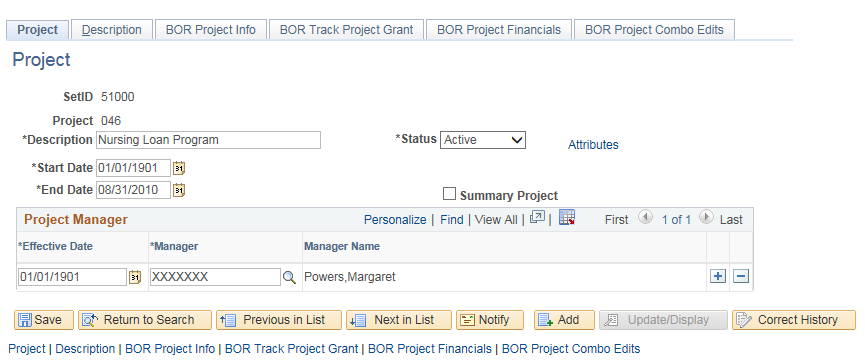 Project Description BOR Project Info BOR Track Project Grant BOR Project Financials BOR Project Combo Edits
Project
SetID 51000
Project 046
*Description Nursing Loan Program *Status Active Attributes
*Start Date 01/01/1901 31
*End Date 08/31/2010 31 Summary Project
Project Manager Personalize | Find | View All | | First 1 of 1 Last
*Effective Date *Manager Manager Name
01/01/1901 31 XXXXXXX Powers,Margaret + -
Save Return to Search Previous in List Next in List Notify Add Update/Display Correct History
Project | Description | BOR Project Info | BOR Track Project Grant | BOR Project Financials | BOR Project Combo Edits